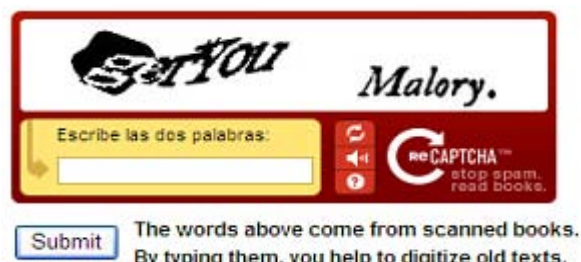 Malory.
Escribe las dos palabras:
ReCAPTCHA™
stop spam.
read books.
Submit
The words above come from scanned books.
By typing them, you help to digitize old texts.